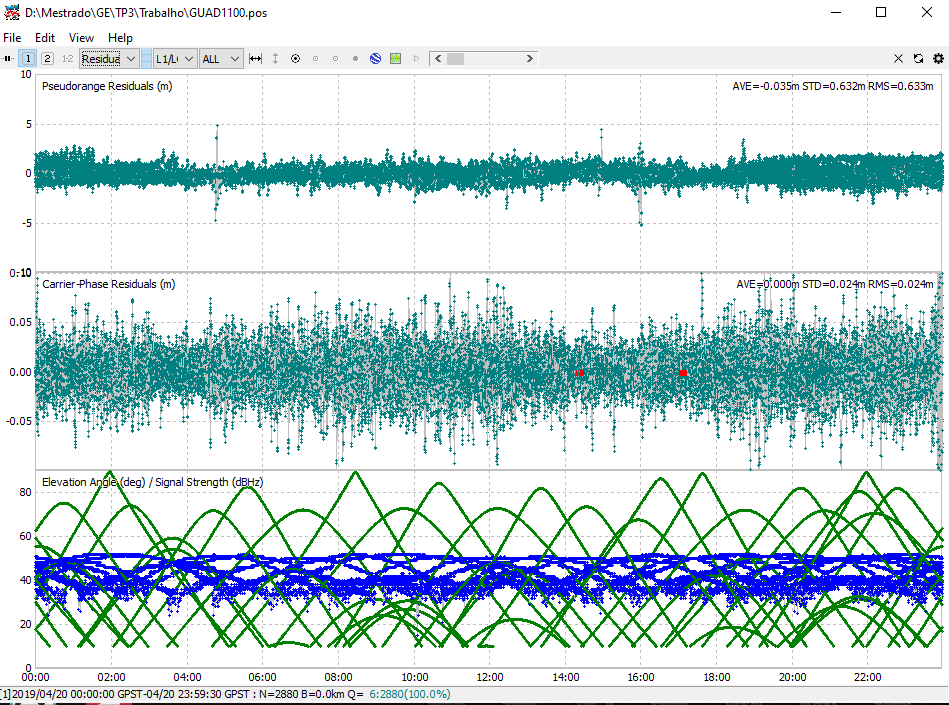 D:\Mestrado\GE\TP3\Trabalho\GUAD1100.pos
File Edit View Help
1 2 1-2 Residua L1/L ALL
10
Pseudorange Residuals (m)
AVE=-0.035m STD=0.632m RMS=0.633m
5
0
-5
-10
0.10
Carrier-Phase Residuals (m)
AVE=0.000m STD=0.024m RMS=0.024m
0.05
0.00
-0.05
Elevation Angle (deg) / Signal Strength (dBHz)
80
60
40
20
0
00:00 02:00 04:00 06:00 08:00 10:00 12:00 14:00 16:00 18:00 20:00 22:00
[1]2019/04/20 00:00:00 GPST-04/20 23:59:30 GPST : N=2880 B=0.0km Q= 6:2880(100.0%)